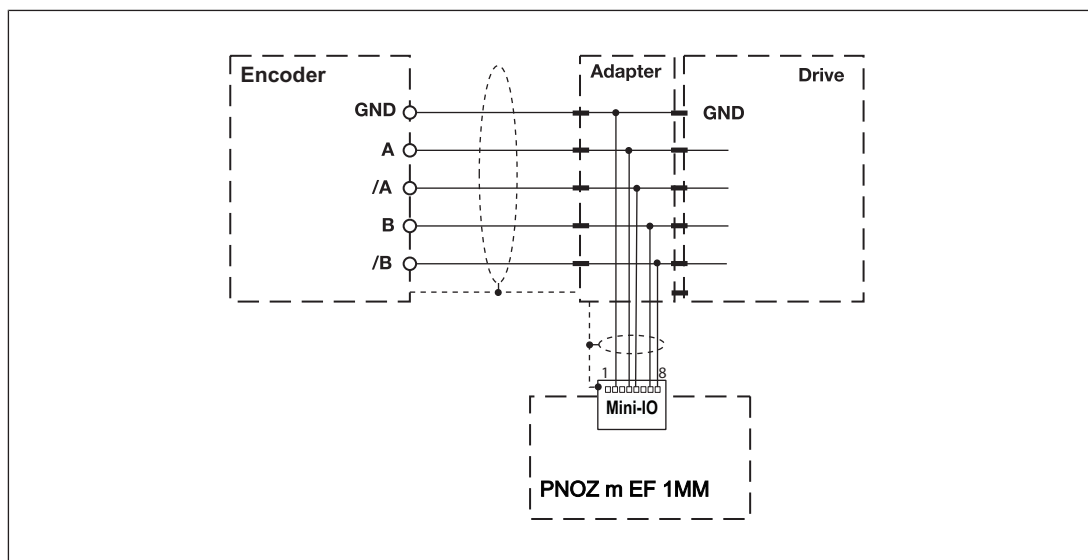 Encoder
Adapter
Drive
GND
GND
A
/A
B
/B
1
8
Mini-IO
PNOZ m EF 1MM